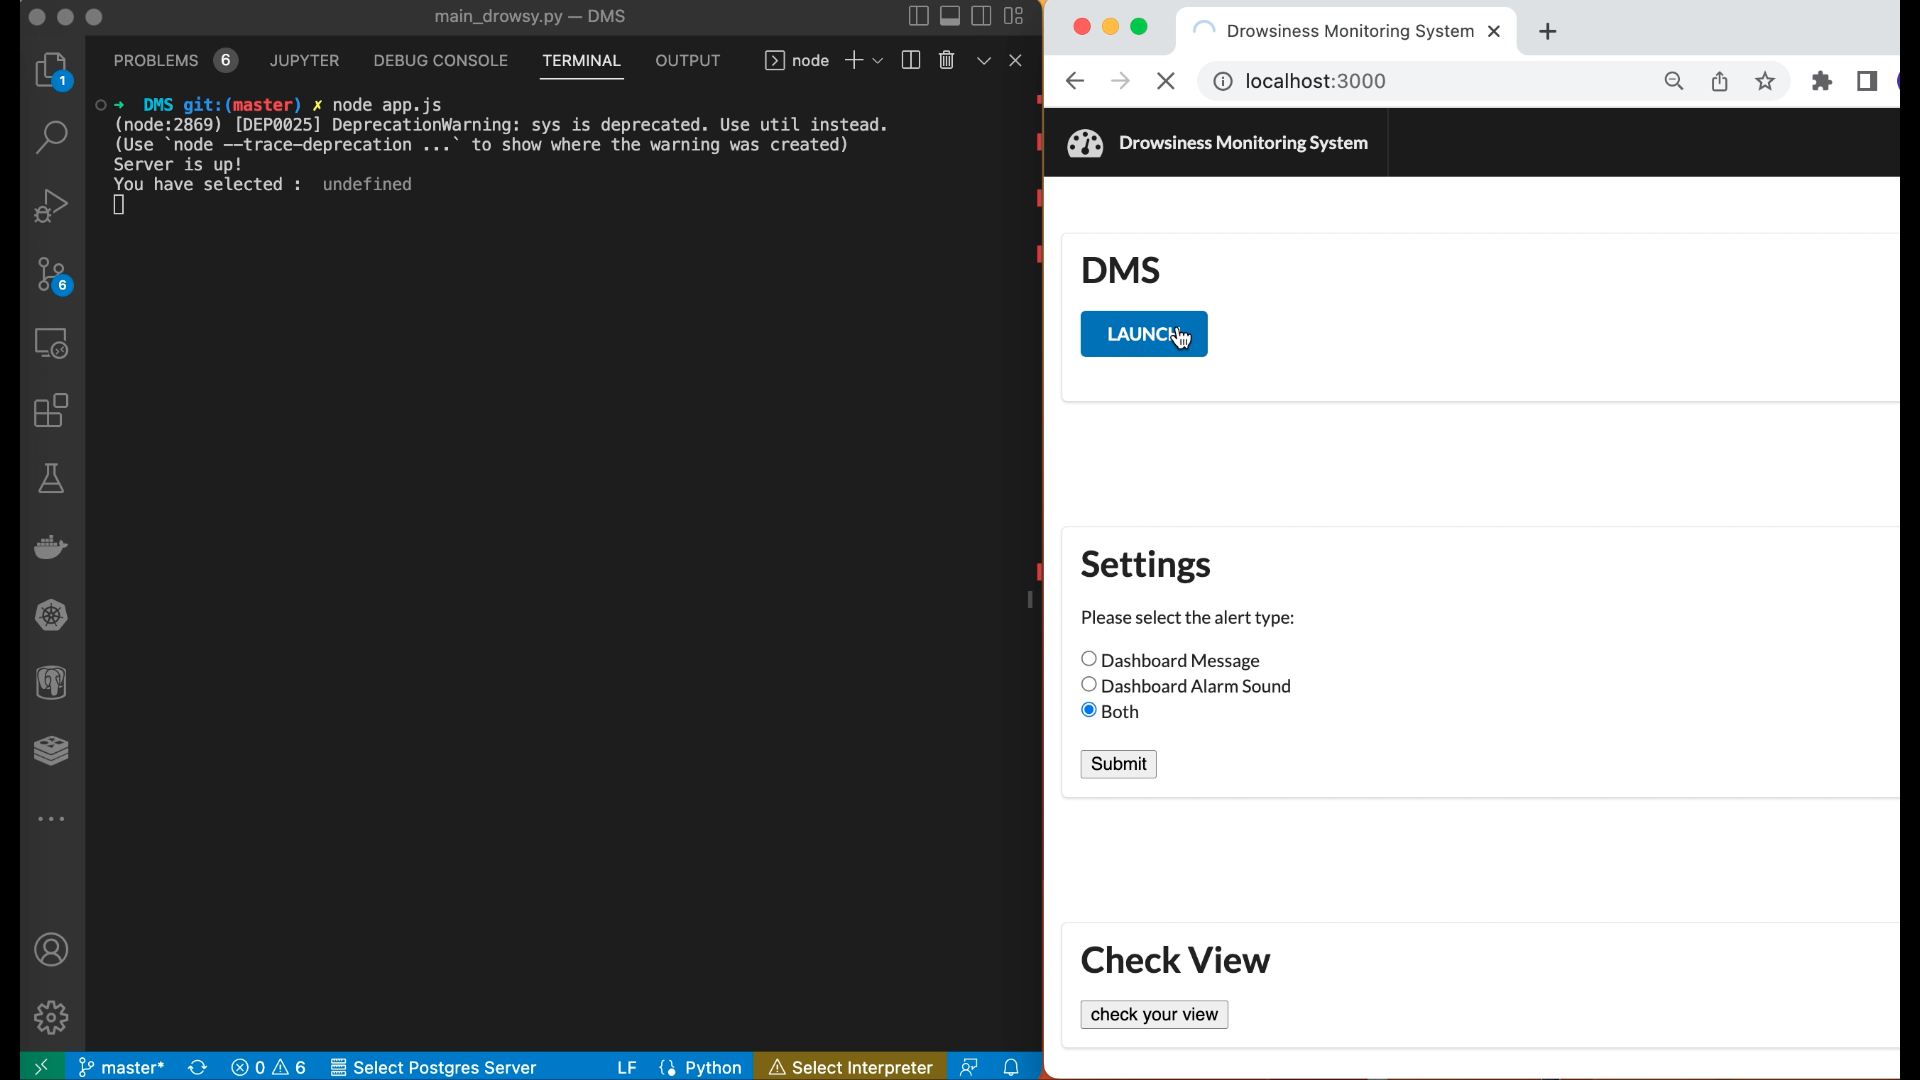 main_drowsy.py — DMS
PROBLEMS 6 JUPYTER DEBUG CONSOLE TERMINAL OUTPUT node
1
➜ DMS git:(master) ✗ node app.js
(node:2869) [DEP0025] DeprecationWarning: sys is deprecated. Use util instead.
(Use `node --trace-deprecation ...` to show where the warning was created)
Server is up!
You have selected : undefined
6
master* 0 6 Select Postgres Server LF Python Select Interpreter
Drowsiness Monitoring System
localhost:3000
Drowsiness Monitoring System
DMS
LAUNCH
Settings
Please select the alert type:
Dashboard Message
Dashboard Alarm Sound
Both
Submit
Check View
check your view